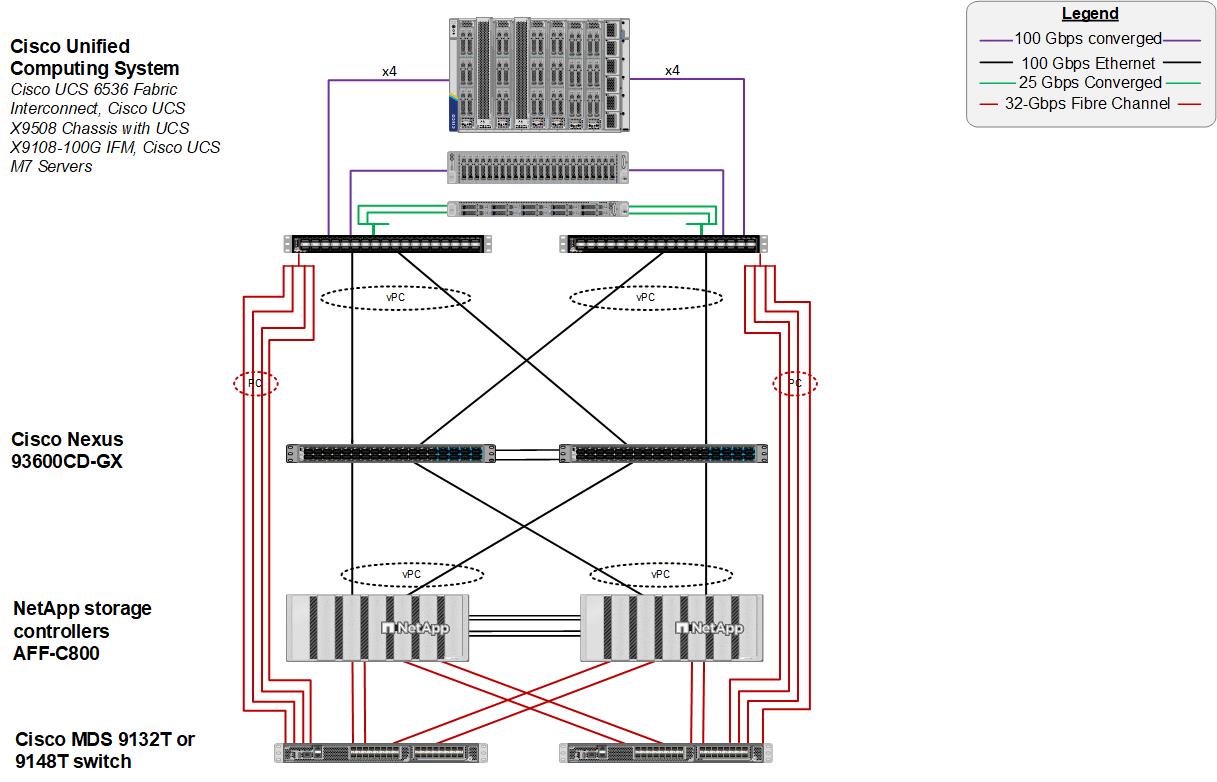 Legend
100 Gbps converged
100 Gbps Ethernet
25 Gbps Converged
32-Gbps Fibre Channel
Cisco Unified
Computing System
Cisco UCS 6536 Fabric
Interconnect, Cisco UCS
X9508 Chassis with UCS
X9108-100G IFM, Cisco UCS
M7 Servers
x4
x4
CISCO
vPC
vPC
PC
PC
Cisco Nexus
93600CD-GX
vPC
vPC
NetApp storage
controllers
AFF-C800
NetApp
NetApp
Cisco MDS 9132T or
9148T switch